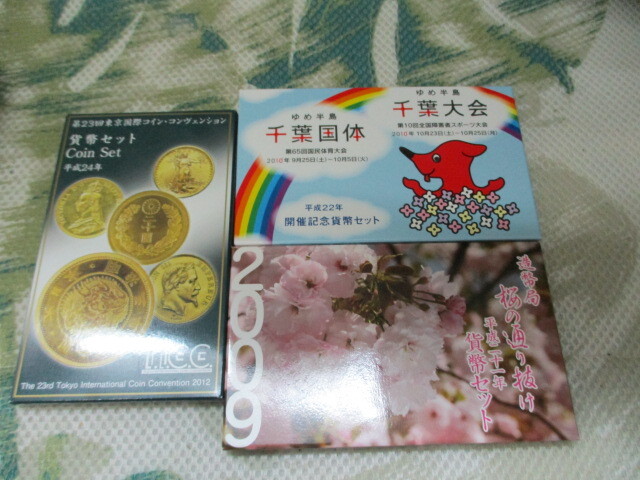 第23回東京国際コイン・コンヴェンション
貨幣セット
Coin Set
平成24年
T.I.C.C.
The 23rd Tokyo International Coin Convention 2012
ゆめ半島
千葉国体
第65回国民体育大会
2010年9月25日(土)~10月5日(火)
ゆめ半島
千葉大会
第10回全国障害者スポーツ大会
2010年10月23日(土)~10月25日(月)
平成22年
開催記念貨幣セット
2009
造幣局
桜の通り抜け
平成二十一年
貨幣セット